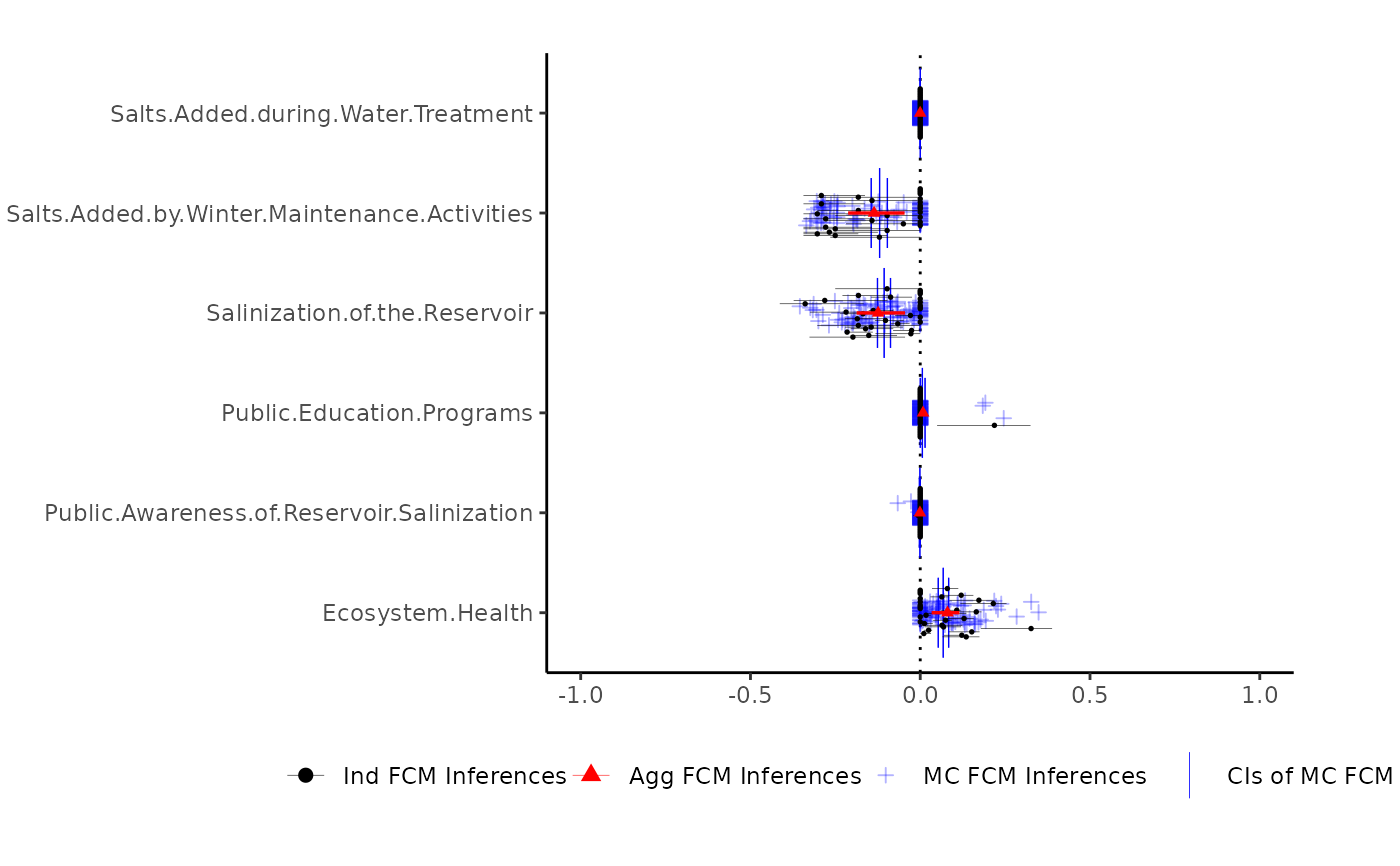 Salts.Added.during.Water.Treatment
Salts.Added.by.Winter.Maintenance.Activities
Salinization.of.the.Reservoir
Public.Education.Programs
Public.Awareness.of.Reservoir.Salinization
Ecosystem.Health
-1.0 -0.5 0.0 0.5 1.0
Ind FCM Inferences Agg FCM Inferences MC FCM Inferences CIs of MC FCM